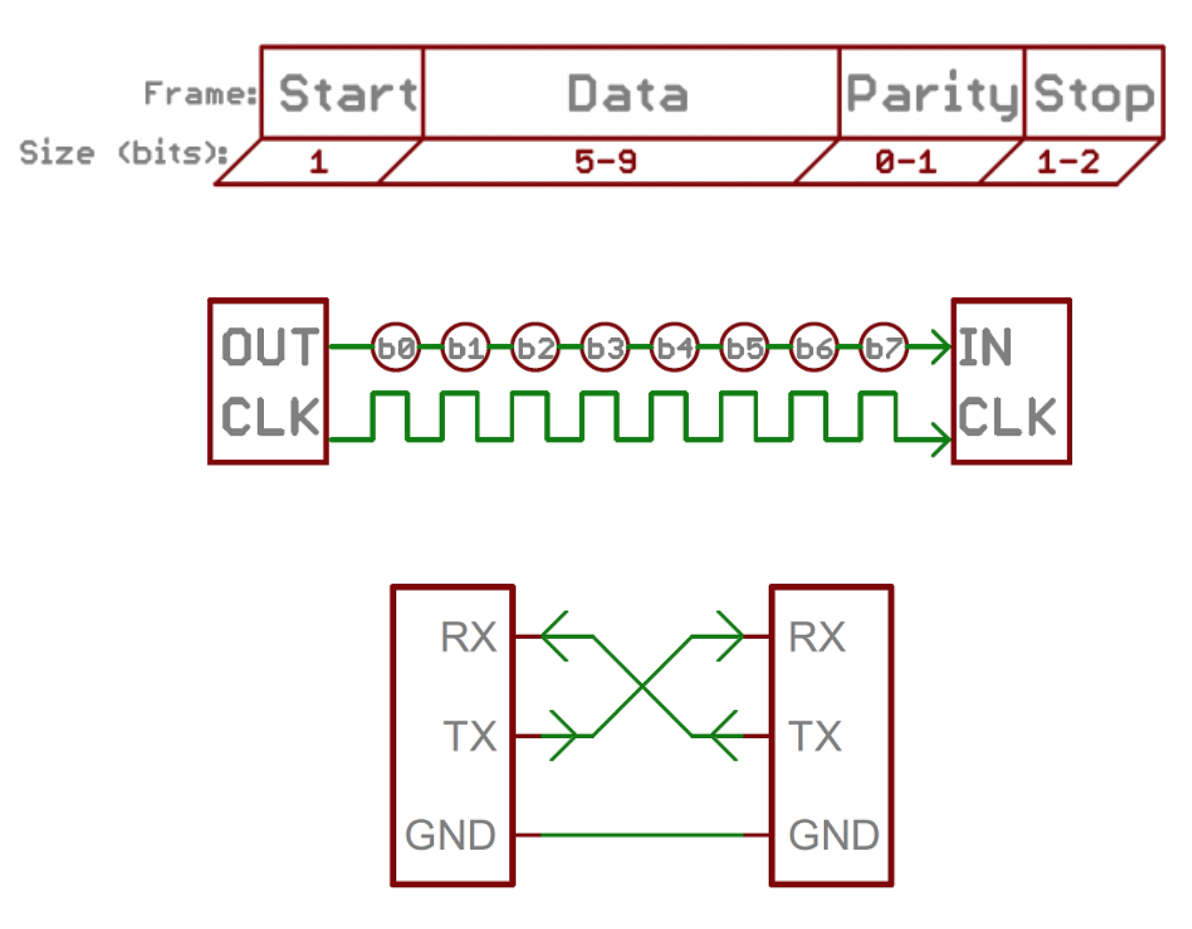 Frame: Start Data Parity Stop
Size (bits): 1 5-9 0-1 1-2
OUT b0 b1 b2 b3 b4 b5 b6 b7 IN
CLK CLK
RX RX
TX TX
GND GND